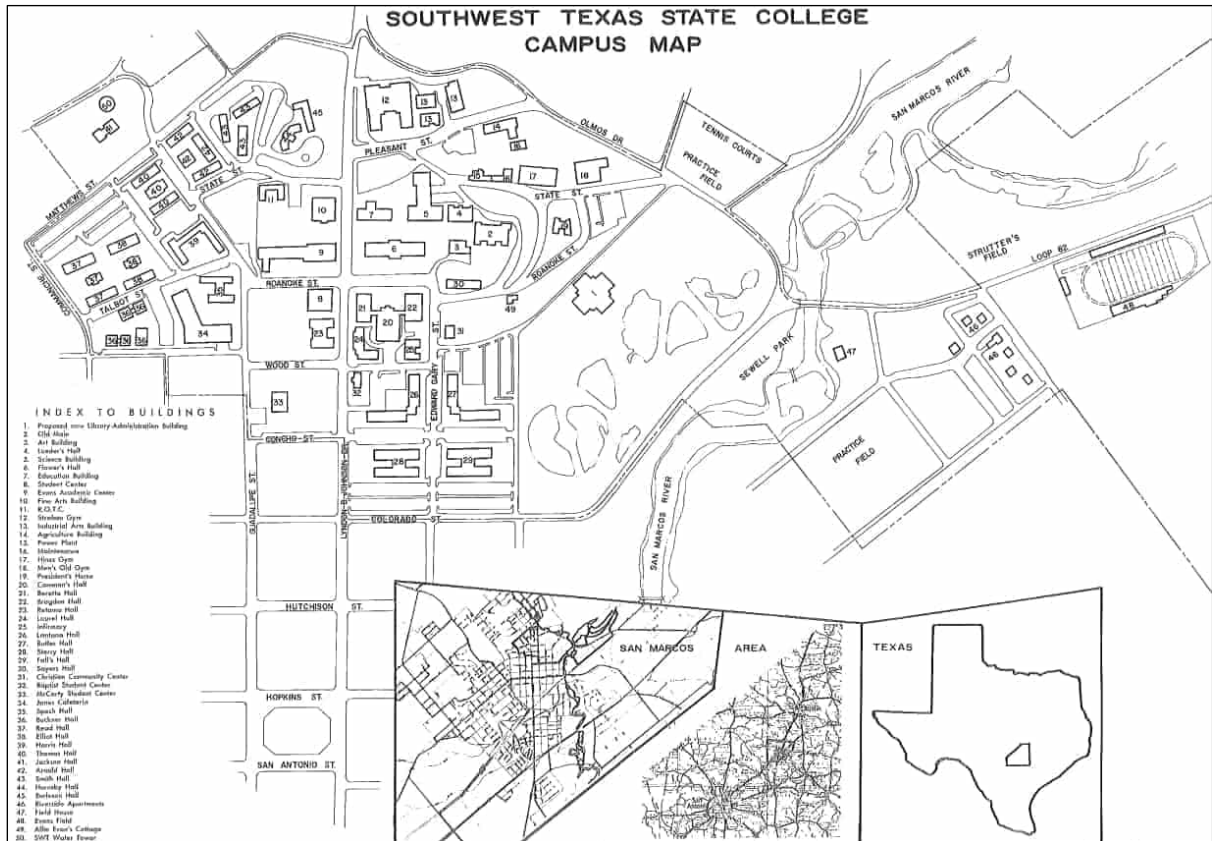 SOUTHWEST TEXAS STATE COLLEGE
CAMPUS MAP
SAN MARCOS RIVER
OLMOS DR
TENNIS COURTS
PRACTICE FIELD
PLEASANT ST.
STATE ST.
STATE ST.
MATTHEWS ST.
COMMANCHE ST.
TALBOT ST.
ROANOKE ST.
ROANOKE ST.
STRUTTER'S FIELD
LOOP 82
SEWELL PARK
WOOD ST.
EDWARD GARY ST.
CONCHO ST.
PRACTICE FIELD
GUADALUPE ST.
LYNDON B JOHNSON DR
COLORADO ST.
SAN MARCOS RIVER
HUTCHISON ST.
HOPKINS ST.
SAN ANTONIO ST.
SAN MARCOS AREA
TEXAS
INDEX TO BUILDINGS
1. Proposed new Library-Administration Building
2. Old Main
3. Art Building
4. Lueder's Hall
5. Science Building
6. Flower's Hall
7. Education Building
8. Student Center
9. Evans Academic Center
10. Fine Arts Building
11. R.O.T.C.
12. Strahan Gym
13. Industrial Arts Building
14. Agriculture Building
15. Power Plant
16. Maintenance
17. Hines Gym
18. Men's Old Gym
19. President's Home
20. Commons Hall
21. Beretta Hall
22. Brogdon Hall
23. Retama Hall
24. Laurel Hall
25. Infirmary
26. Lantana Hall
27. Butler Hall
28. Sterry Hall
29. Fall's Hall
30. Sayers Hall
31. Christian Community Center
32. Baptist Student Center
33. McCarty Student Center
34. Jones Cafeteria
35. Speck Hall
36. Buckner Hall
37. Read Hall
38. Elliot Hall
39. Harris Hall
40. Thomas Hall
41. Jackson Hall
42. Arnold Hall
43. Smith Hall
44. Hornsby Hall
45. Burleson Hall
46. Riverside Apartments
47. Field House
48. Evans Field
49. Allie Evan's Cottage
50. SWT Water Tower